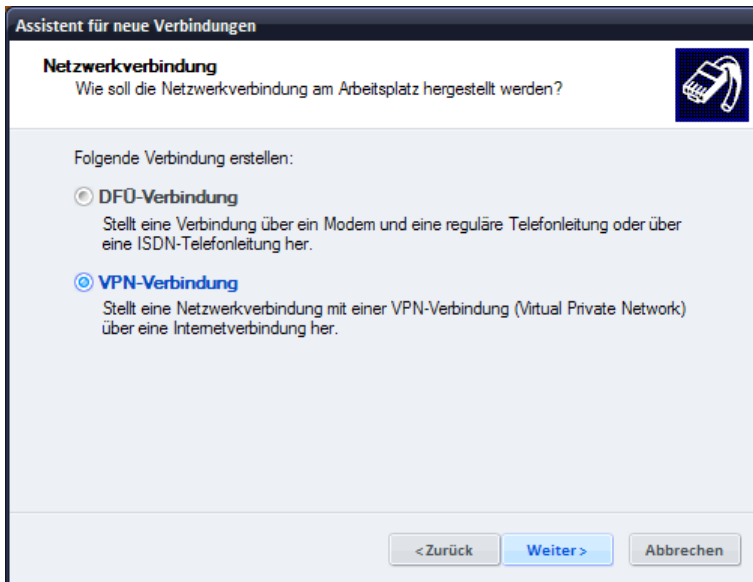 Assistent für neue Verbindungen
Netzwerkverbindung
Wie soll die Netzwerkverbindung am Arbeitsplatz hergestellt werden?
Folgende Verbindung erstellen:
DFÜ-Verbindung
Stellt eine Verbindung über ein Modem und eine reguläre Telefonleitung oder über
eine ISDN-Telefonleitung her.
VPN-Verbindung
Stellt eine Netzwerkverbindung mit einer VPN-Verbindung (Virtual Private Network)
über eine Internetverbindung her.
< Zurück Weiter > Abbrechen